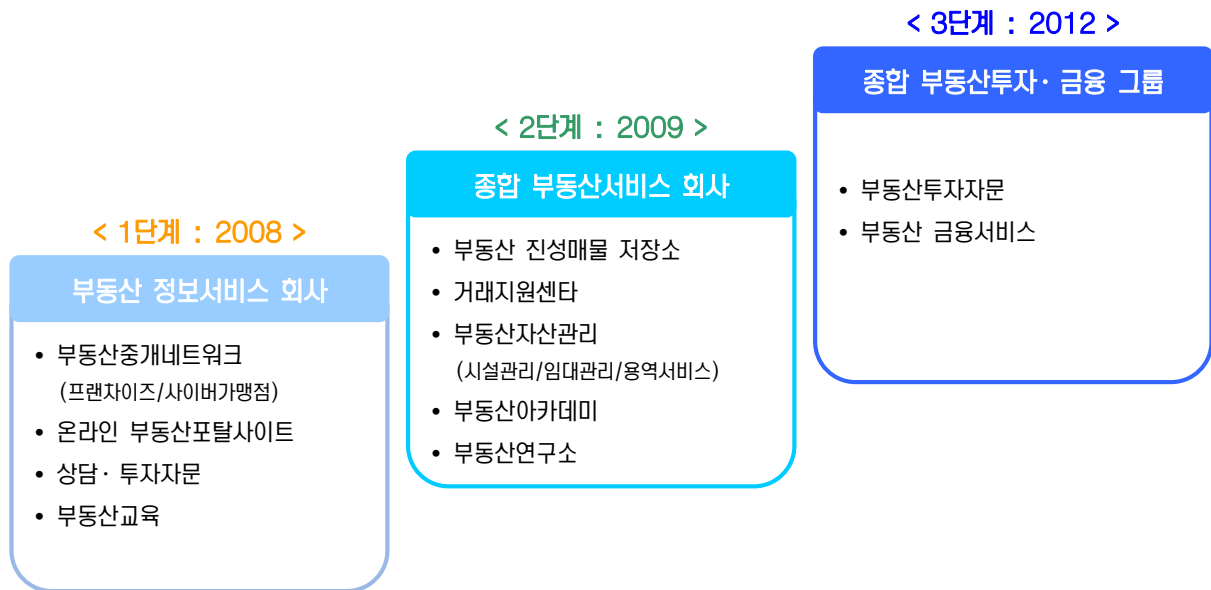 < 1단계 : 2008 >
부동산 정보서비스 회사
• 부동산중개네트워크
(프랜차이즈/사이버가맹점)
• 온라인 부동산포탈사이트
• 상담· 투자자문
• 부동산교육
< 2단계 : 2009 >
종합 부동산서비스 회사
• 부동산 진성매물 저장소
• 거래지원센타
• 부동산자산관리
(시설관리/임대관리/용역서비스)
• 부동산아카데미
• 부동산연구소
< 3단계 : 2012 >
종합 부동산투자· 금융 그룹
• 부동산투자자문
• 부동산 금융서비스